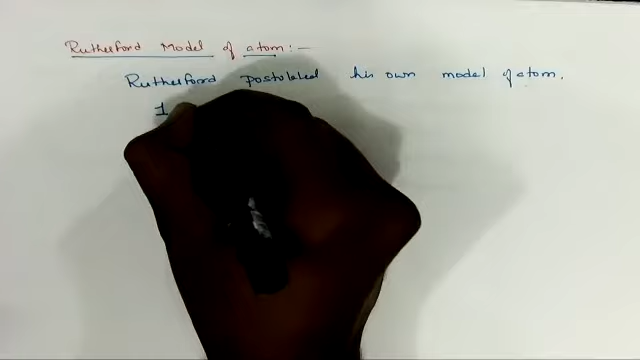 Rutherford Model of atom:-
Rutherford postulated his own model of atom.
1